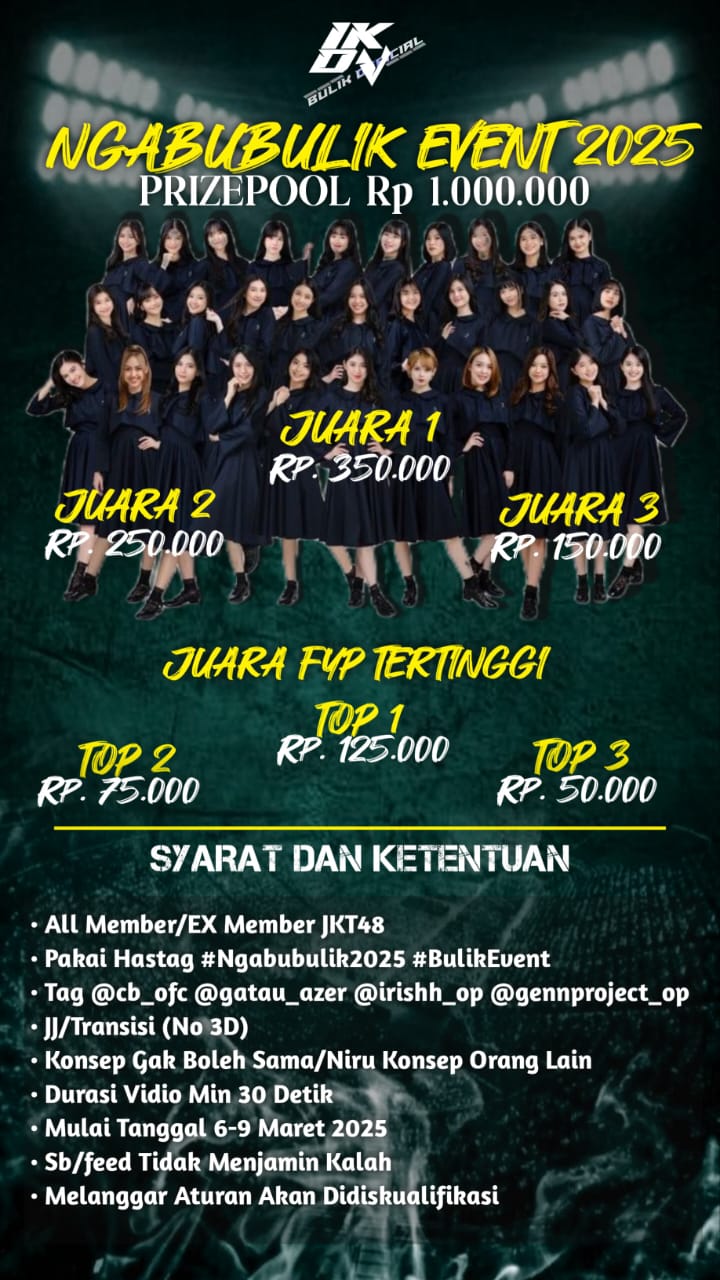 BULIK OFFICIAL
NGABUBULIK EVENT 2025
PRIZEPOOL Rp 1.000.000
JUARA 1
RP. 350.000
JUARA 2
RP. 250.000
JUARA 3
RP. 150.000
JUARA FYP TERTINGGI
TOP 1
RP. 125.000
TOP 2
RP. 75.000
TOP 3
RP. 50.000
SYARAT DAN KETENTUAN
• All Member/EX Member JKT48
• Pakai Hastag #Ngabubulik2025 #BulikEvent
• Tag @cb_ofc @gatau_azer @irishh_op @gennproject_op
• JJ/Transisi (No 3D)
• Konsep Gak Boleh Sama/Niru Konsep Orang Lain
• Durasi Vidio Min 30 Detik
• Mulai Tanggal 6-9 Maret 2025
• Sb/feed Tidak Menjamin Kalah
• Melanggar Aturan Akan Didiskualifikasi